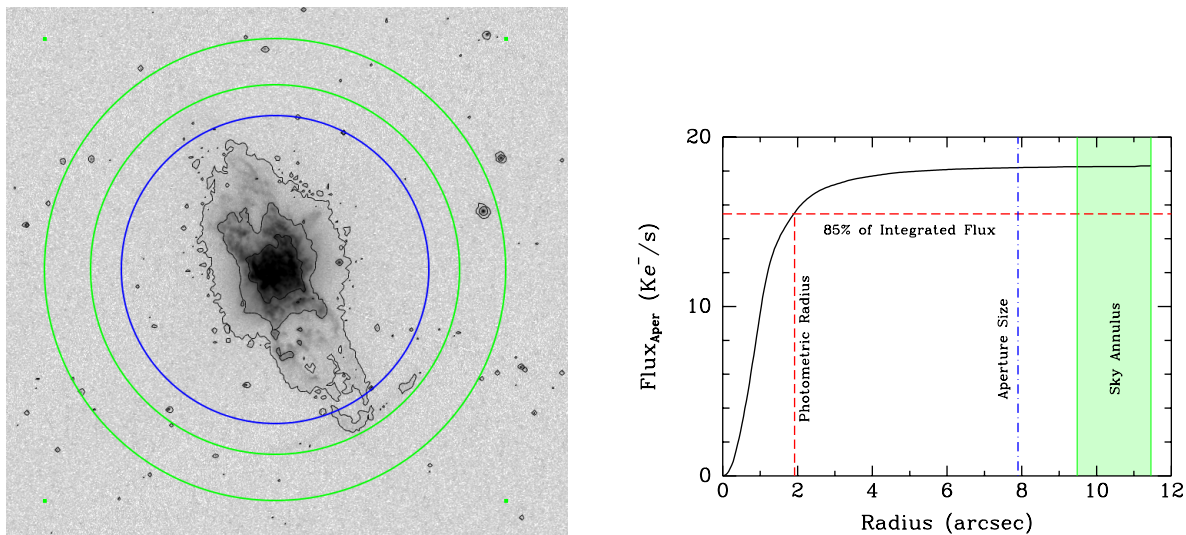 20
10
0
0 2 4 6 8 10 12
Flux_Aper (Ke⁻/s)
85% of Integrated Flux
Photometric Radius
Aperture Size
Sky Annulus
Radius (arcsec)